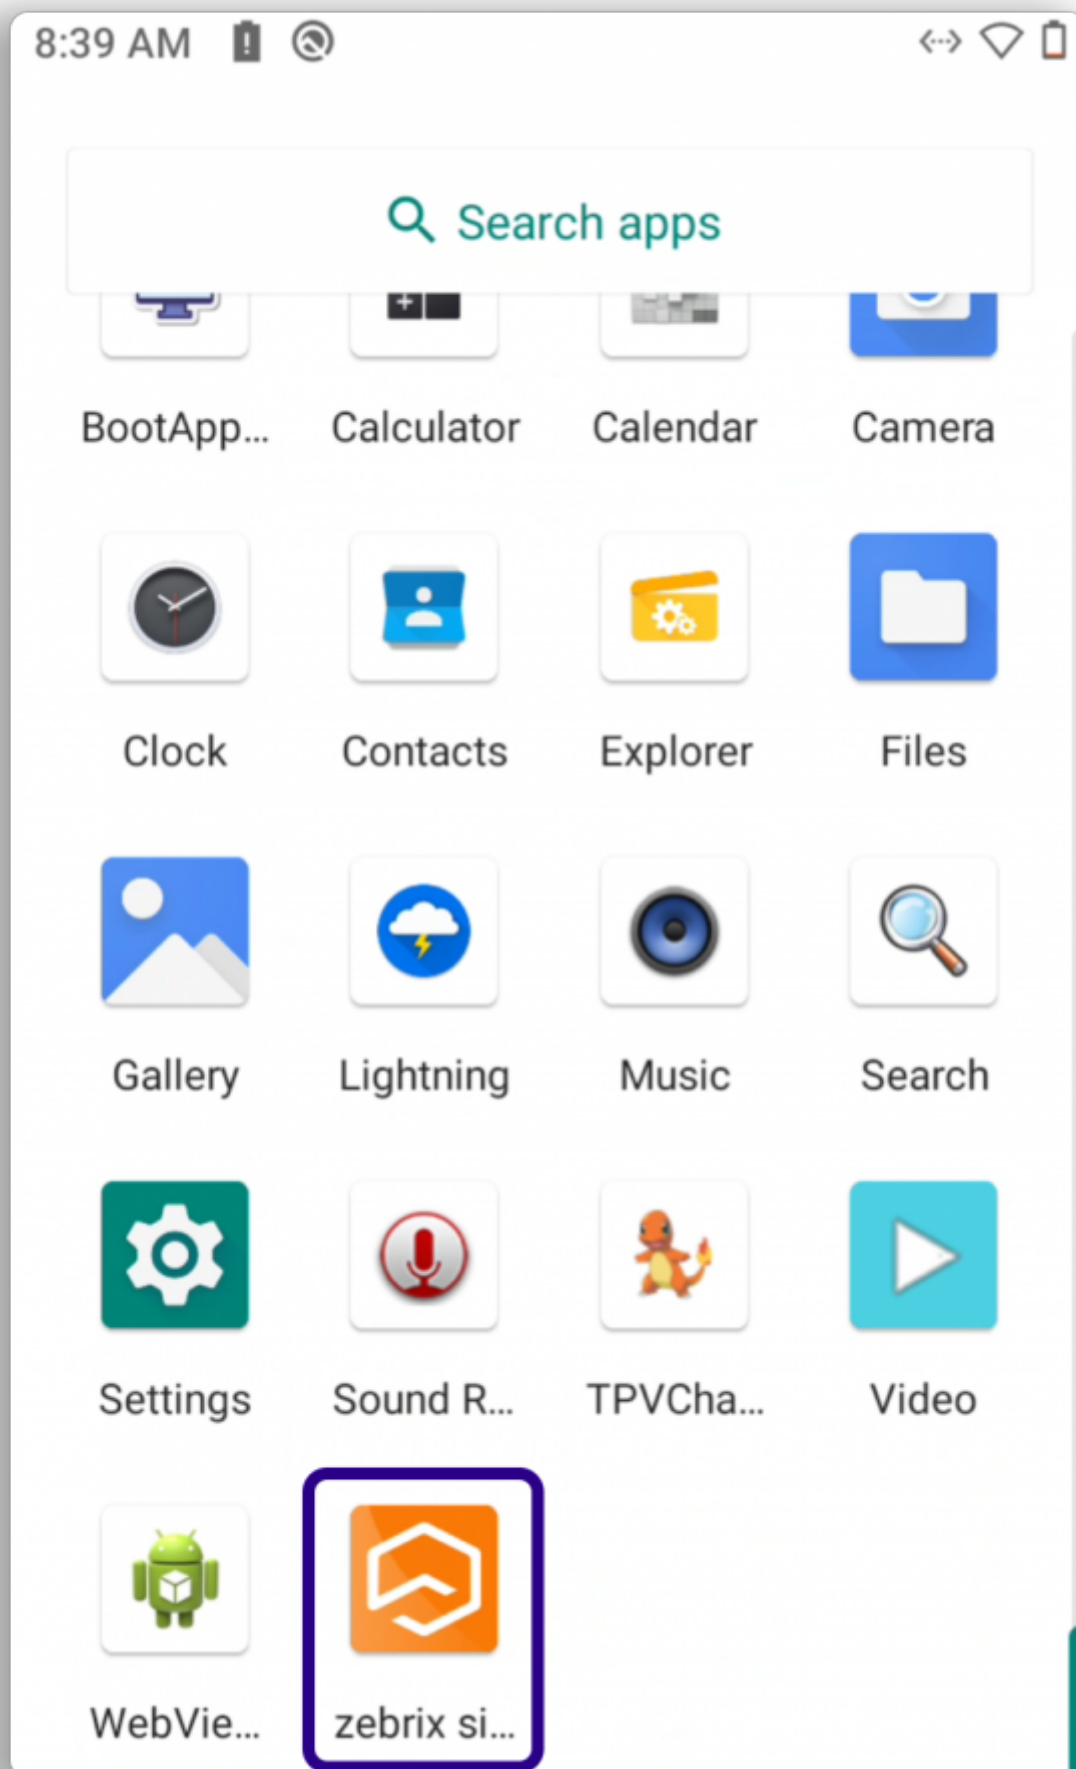 8:39 AM
Search apps
BootApp... Calculator Calendar Camera
Clock Contacts Explorer Files
Gallery Lightning Music Search
Settings Sound R... TPVCha... Video
WebVie... zebrix si...